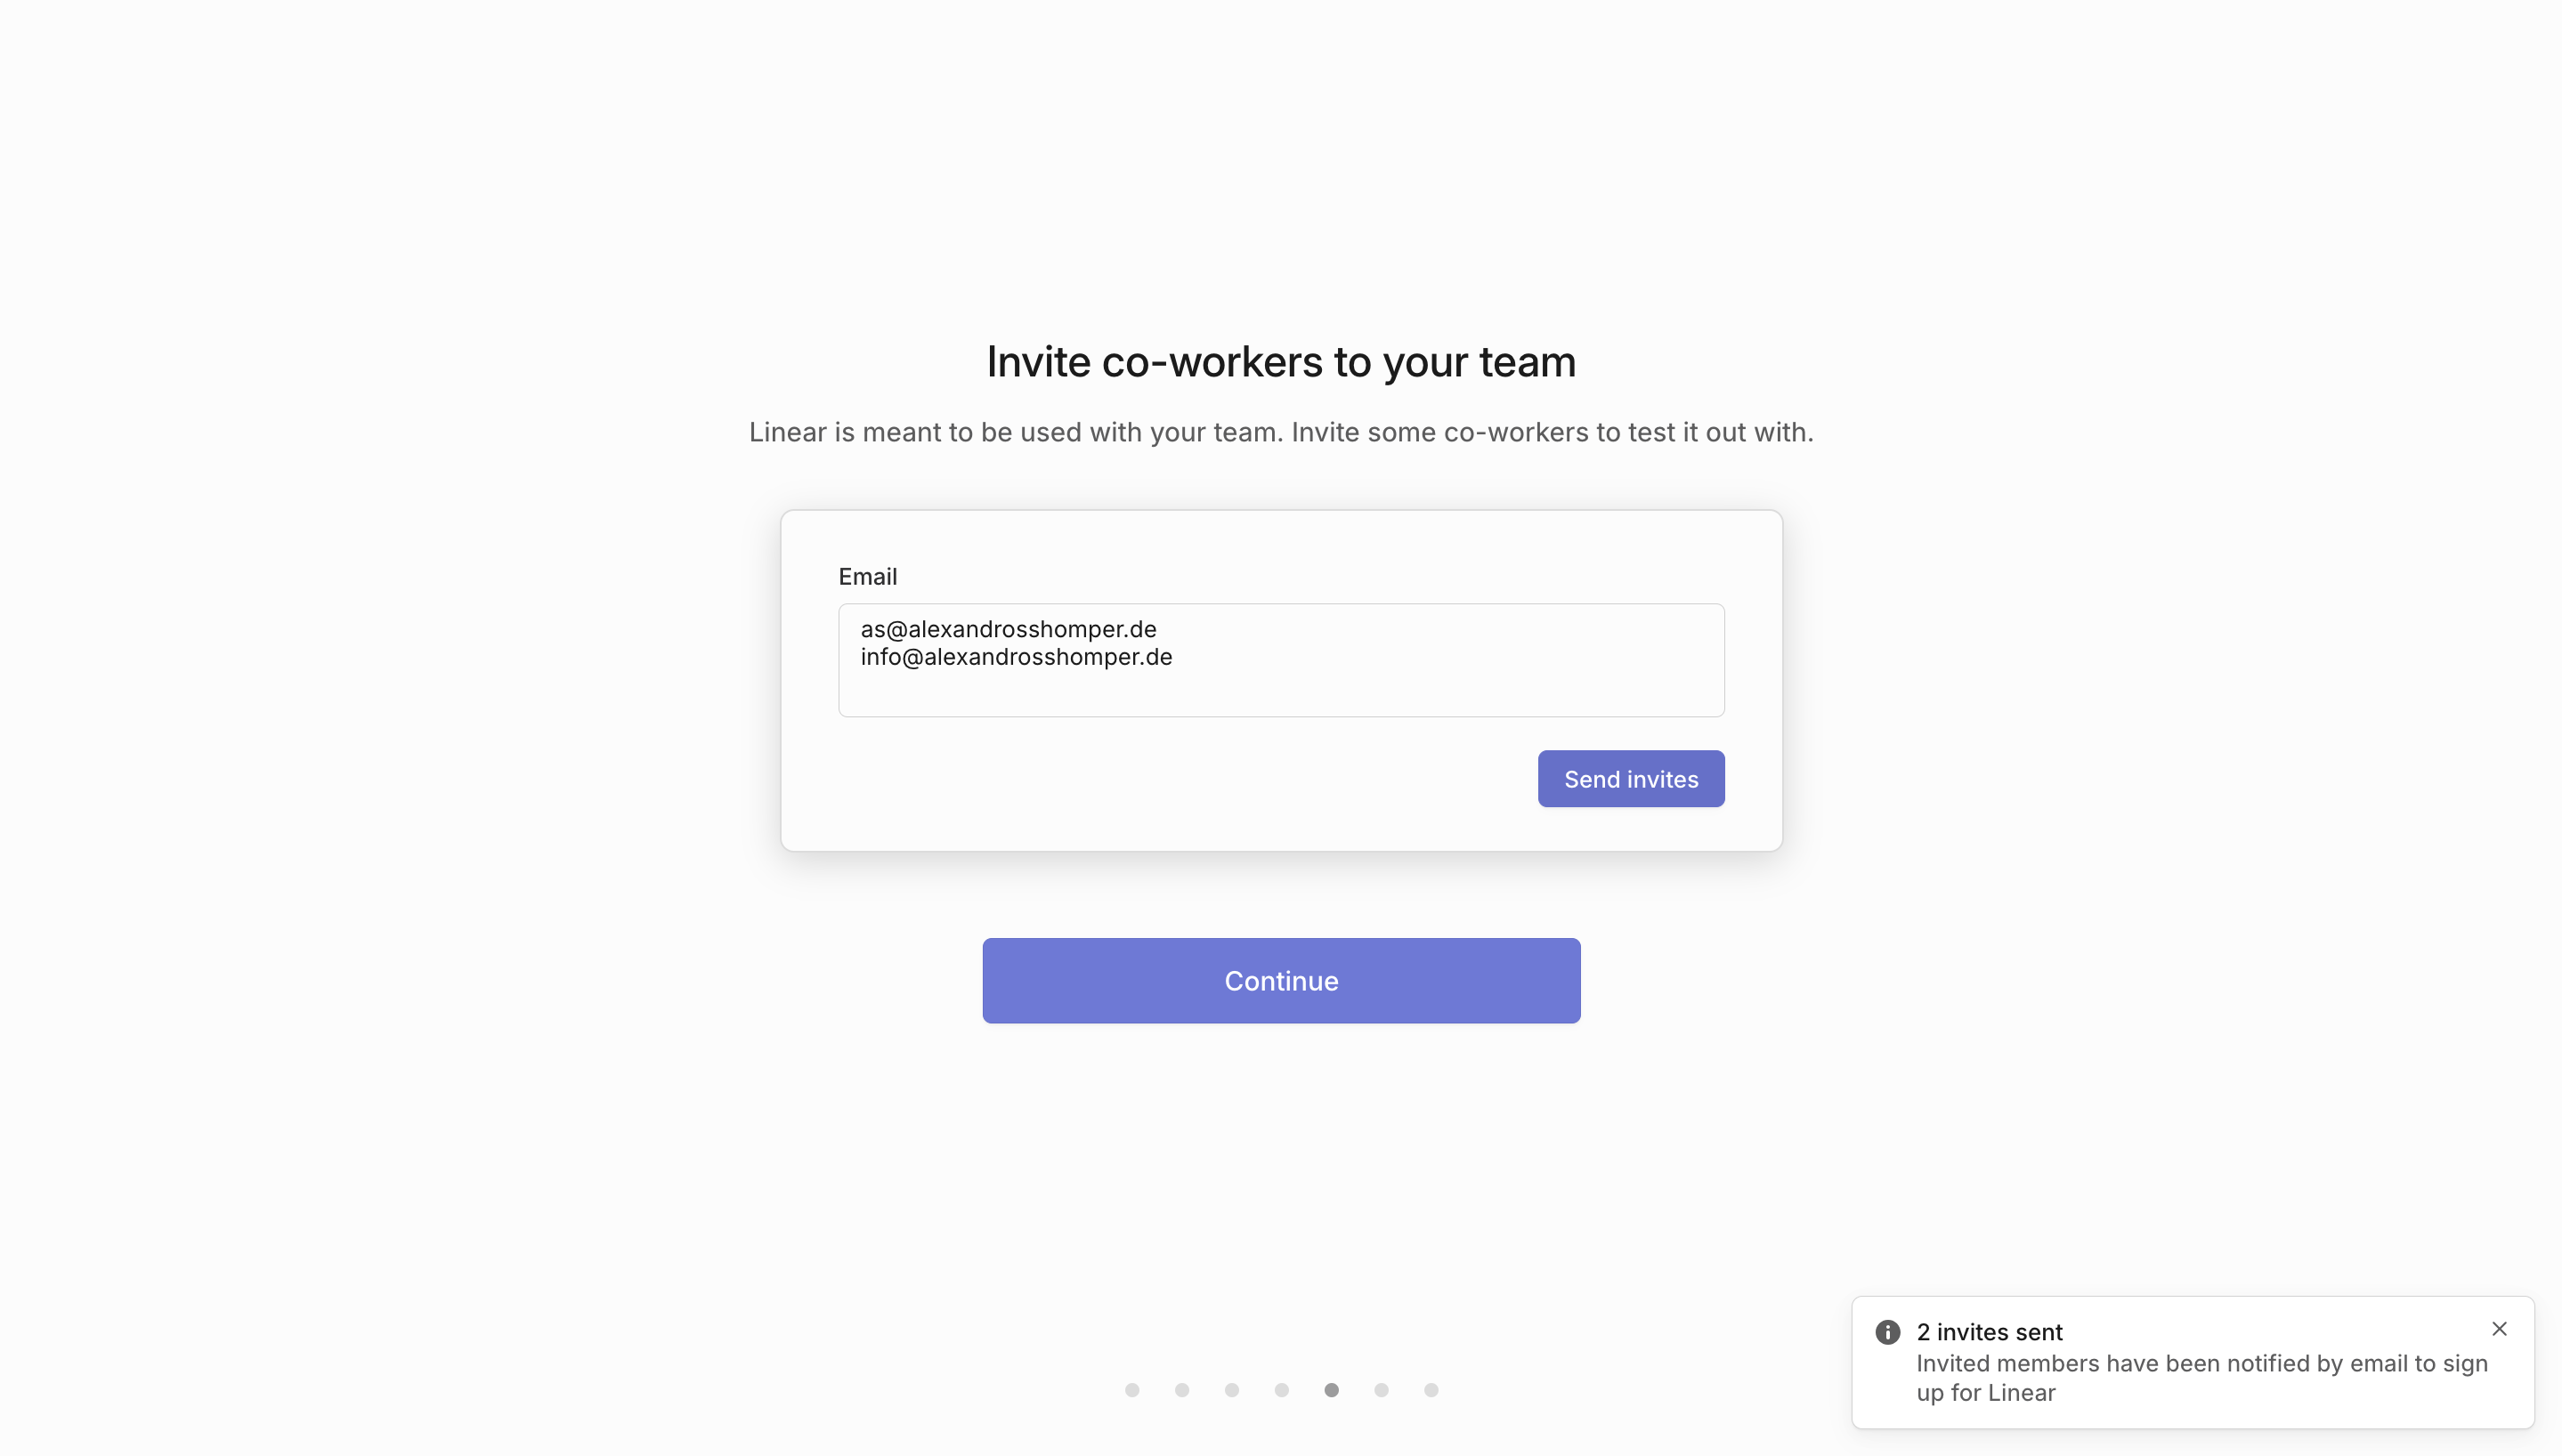 Invite co-workers to your team
Linear is meant to be used with your team. Invite some co-workers to test it out with.
Email
as@alexandrosshomper.de
info@alexandrosshomper.de
Send invites
Continue
2 invites sent
Invited members have been notified by email to sign
up for Linear